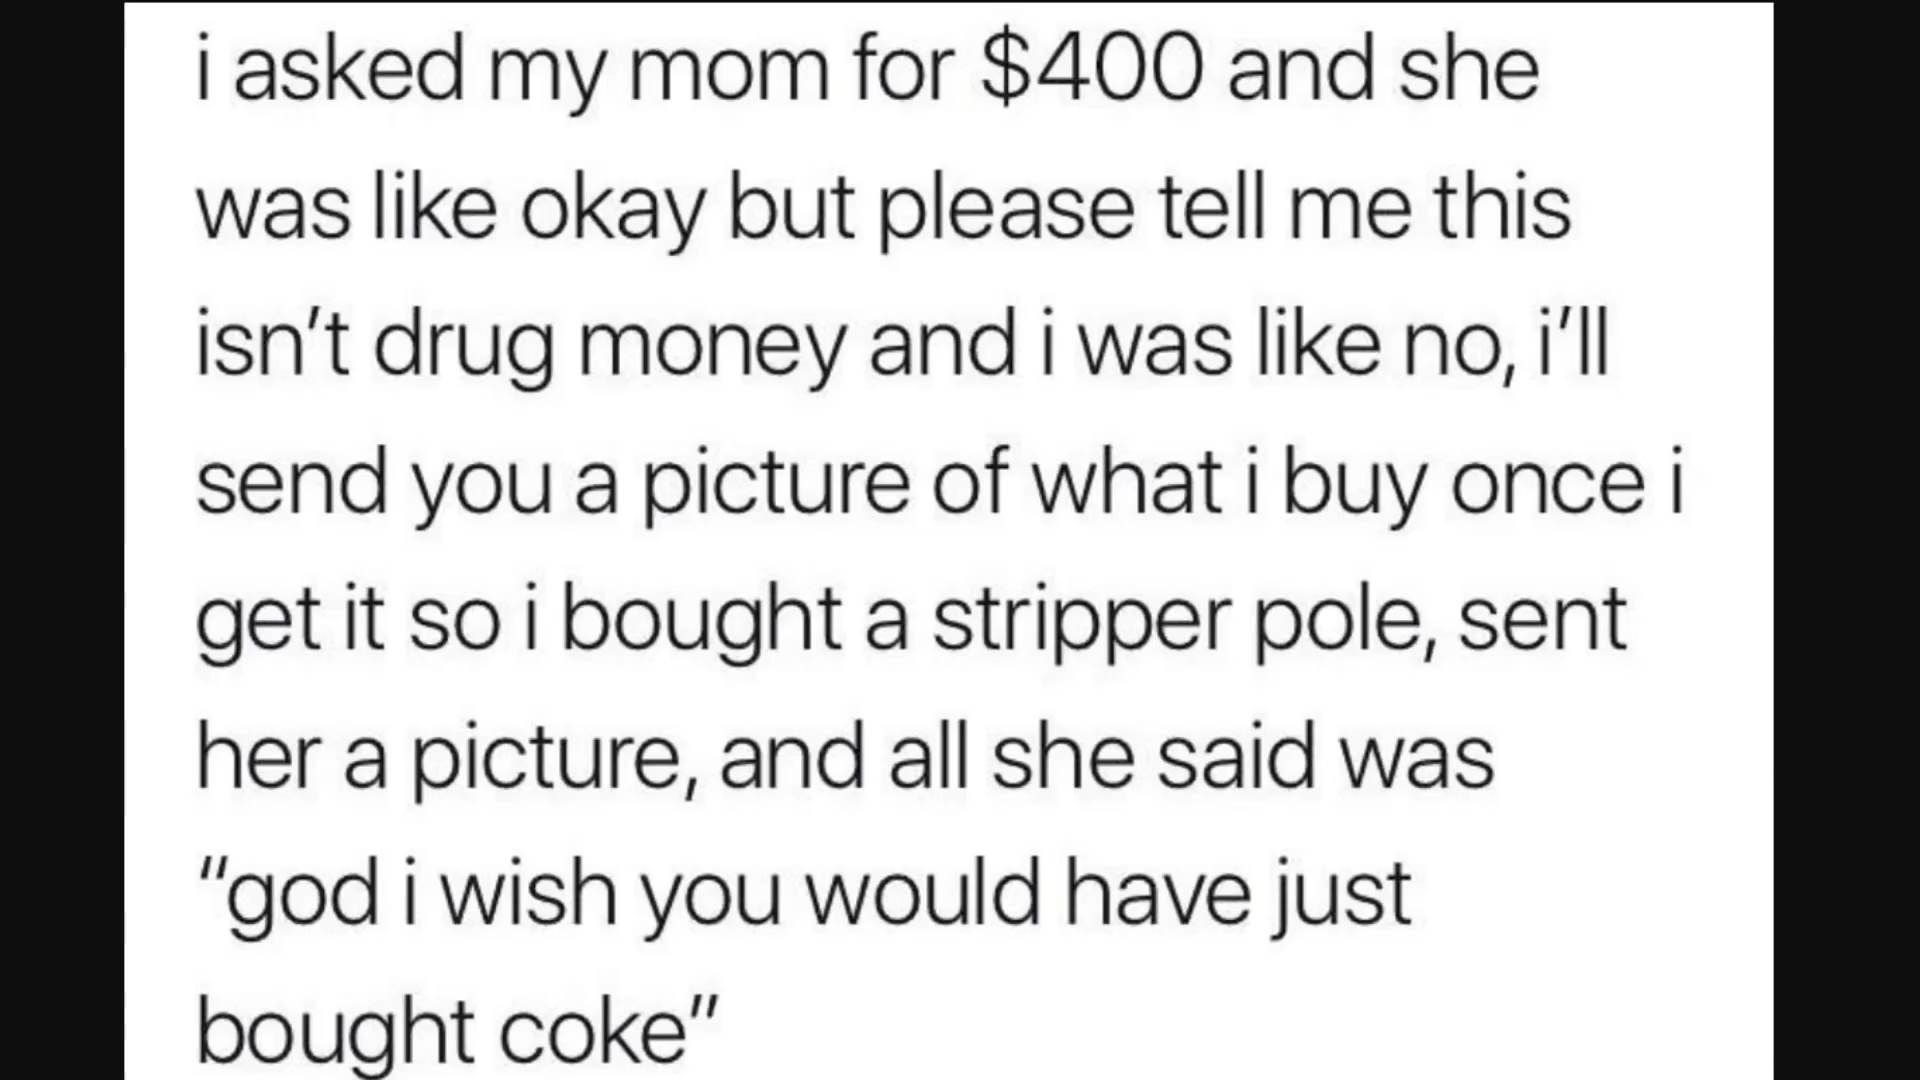 i asked my mom for $400 and she
was like okay but please tell me this
isn’t drug money and i was like no, i’ll
send you a picture of what i buy once i
get it so i bought a stripper pole, sent
her a picture, and all she said was
“god i wish you would have just
bought coke”